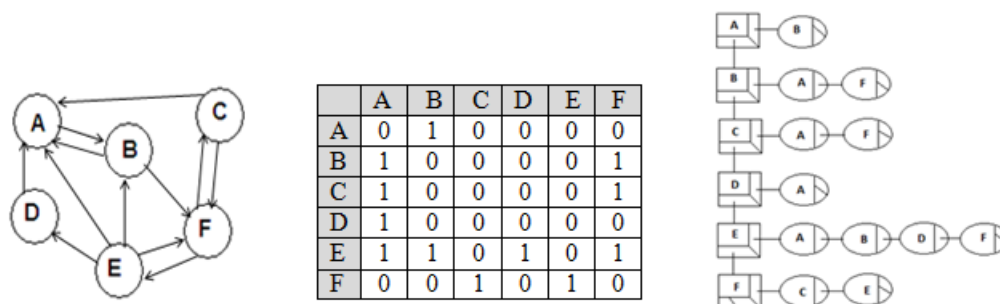 A
B
C
D
E
F
A B C D E F
A 0 1 0 0 0 0
B 1 0 0 0 0 1
C 1 0 0 0 0 1
D 1 0 0 0 0 0
E 1 1 0 1 0 1
F 0 0 1 0 1 0
A B
B A F
C A F
D A
E A B D F
F C E